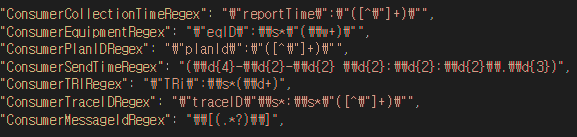 "ConsumerCollectionTimeRegex": "₩"reportTime₩":₩"([^₩"]+)₩"",
"ConsumerEquipmentRegex": "₩"eqID₩":₩₩s*₩"(₩₩w+)₩"",
"ConsumerPlanIDRegex": "₩"planId₩":₩"([^₩"]+)₩"",
"ConsumerSendTimeRegex": "(₩₩d{4}-₩₩d{2}-₩₩d{2} ₩₩d{2}:₩₩d{2}:₩₩d{2}₩₩.₩₩d{3})",
"ConsumerTRIRegex": "₩"TRi₩":₩₩s*(₩₩d+)",
"ConsumerTraceIDRegex": "₩"traceID₩"₩₩s*:₩₩s*₩"([^₩"]+)₩"",
"ConsumerMessageIdRegex": "₩₩[(.*?)₩₩]",